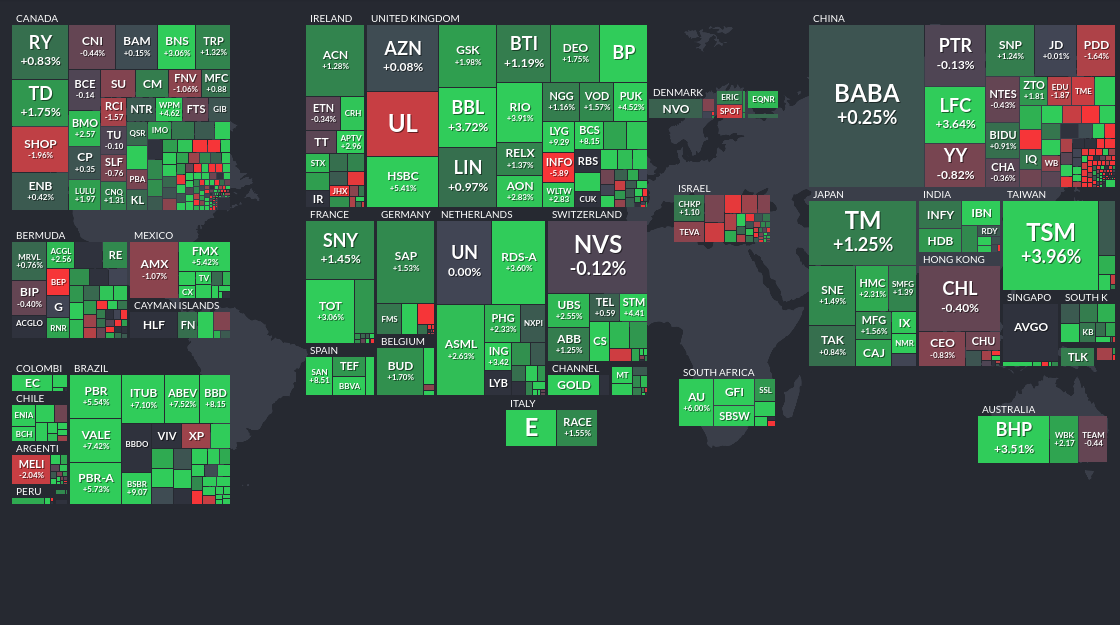 CANADA
RY
+0.83%
CNI
-0.44%
BAM
+0.15%
BNS
+3.06%
TRP
+1.32%
TD
+1.75%
BCE
-0.14
SU
CM
FNV
-1.06%
MFC
+0.88
RCI
-1.57
NTR
WPM
+4.62
FTS
GIB
SHOP
-1.96%
BMO
+2.57
TU
-0.10
QSR
IMO
CP
+0.35
SLF
-0.76
PBA
ENB
+0.42%
LULU
+1.97
CNQ
+1.31
KL
BERMUDA
MRVL
+0.76%
ACGL
+2.56
RE
BIP
-0.40%
BEP
G
ACGLO
RNR
MEXICO
AMX
-1.07%
FMX
+5.42%
TV
CX
CAYMAN ISLANDS
HLF
FN
COLOMBI
EC
CHILE
ENIA
BCH
ARGENTI
MELI
-2.04%
PERU
BRAZIL
PBR
+5.54%
ITUB
+7.10%
ABEV
+7.52%
BBD
+8.15
VALE
+7.42%
BBDO
VIV
XP
PBR-A
+5.73%
BSBR
+9.07
IRELAND
ACN
+1.28%
ETN
-0.34%
CRH
TT
APTV
+2.96
STX
JHX
IR
UNITED KINGDOM
AZN
+0.08%
GSK
+1.98%
BTI
+1.19%
DEO
+1.75%
BP
UL
BBL
+3.72%
RIO
+3.91%
NGG
+1.16%
VOD
+1.57%
PUK
+4.52%
LYG
+9.29
BCS
+8.15
HSBC
+5.41%
LIN
+0.97%
RELX
+1.37%
INFO
-5.89
RBS
AON
+2.83%
WLTW
+2.83
CUK
FRANCE
SNY
+1.45%
TOT
+3.06%
SPAIN
SAN
+8.51
TEF
BBVA
GERMANY
SAP
+1.53%
FMS
BELGIUM
BUD
+1.70%
NETHERLANDS
UN
0.00%
RDS-A
+3.60%
ASML
+2.63%
PHG
+2.33%
NXPI
ING
+3.42
LYB
SWITZERLAND
NVS
-0.12%
UBS
+2.55%
TEL
+0.59
STM
+4.41
ABB
+1.25%
CS
CHANNEL
GOLD
MT
ITALY
E
RACE
+1.55%
DENMARK
NVO
ERIC
SPOT
EQNR
ISRAEL
CHKP
+1.10
TEVA
SOUTH AFRICA
AU
+6.00%
GFI
SSL
SBSW
CHINA
BABA
+0.25%
PTR
-0.13%
SNP
+1.24%
JD
+0.01%
PDD
-1.64%
LFC
+3.64%
NTES
-0.43%
ZTO
+1.81
EDU
-1.87
TME
BIDU
+0.91%
YY
-0.82%
IQ
WB
CHA
-0.36%
JAPAN
TM
+1.25%
SNE
+1.49%
HMC
+2.31%
SMFG
+1.39
MFG
+1.56%
IX
TAK
+0.84%
CAJ
NMR
INDIA
INFY
IBN
HDB
RDY
HONG KONG
CHL
-0.40%
CEO
-0.83%
CHU
TAIWAN
TSM
+3.96%
SINGAPO
AVGO
SOUTH K
KB
TLK
AUSTRALIA
BHP
+3.51%
WBK
+2.17
TEAM
-0.44